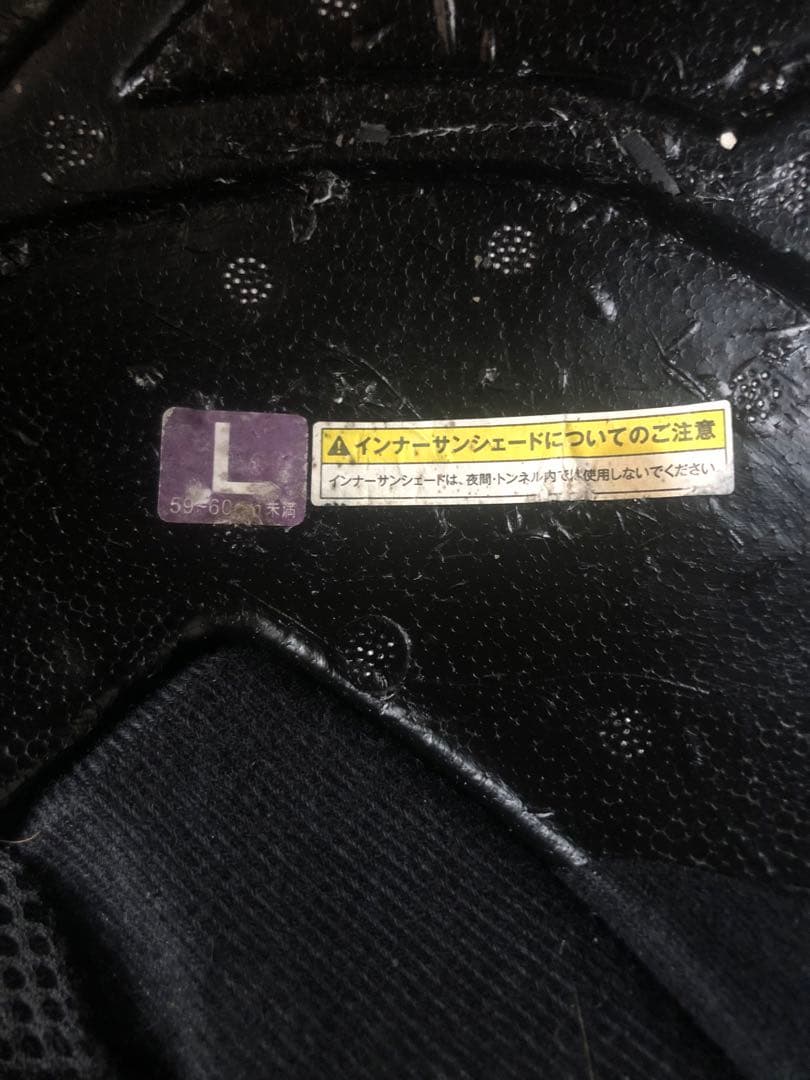 L
59~60cm未満
⚠インナーサンシェードについてのご注意
インナーサンシェードは、夜間・トンネル内では使用しないでください